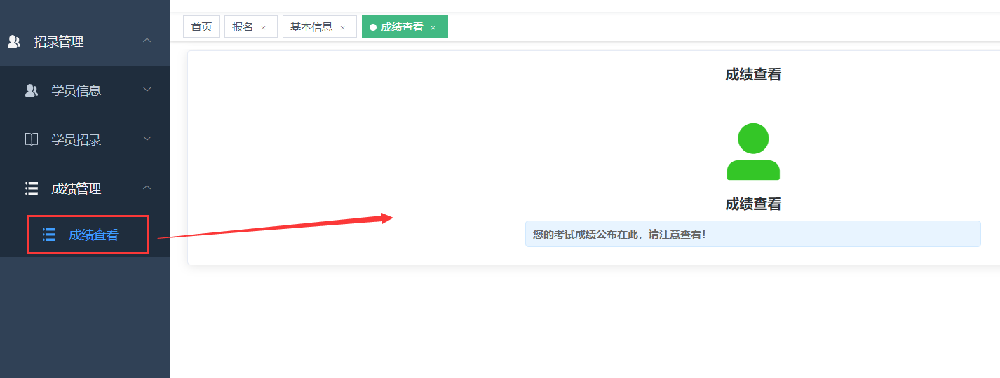 招录管理
学员信息
学员招录
成绩管理
成绩查看
首页 报名 × 基本信息 × 成绩查看 ×
成绩查看
成绩查看
您的考试成绩公布在此，请注意查看！